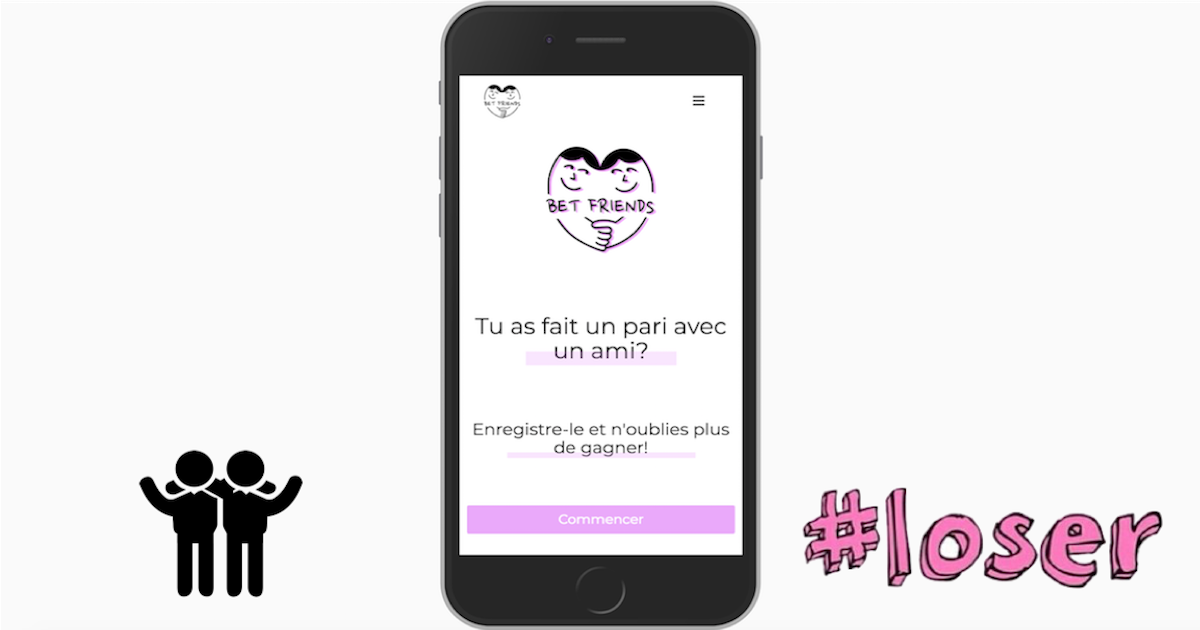 BET FRIENDS
BET FRIENDS
Tu as fait un pari avec
un ami?
Enregistre-le et n'oublies plus
de gagner!
Commencer
#loser